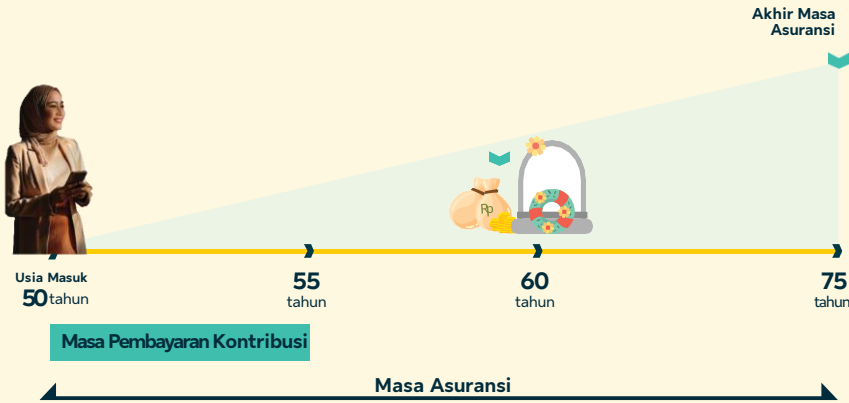 Akhir Masa
Asuransi
Rp
Usia Masuk
50 tahun
55
tahun
60
tahun
75
tahun
Masa Pembayaran Kontribusi
Masa Asuransi